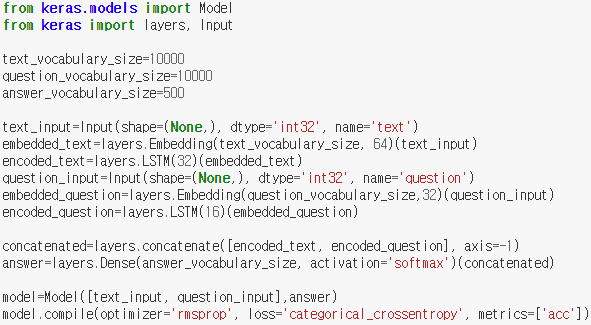 from keras.models import Model
from keras import layers, Input
text_vocabulary_size=10000
question_vocabulary_size=10000
answer_vocabulary_size=500
text_input=Input(shape=(None,), dtype='int32', name='text')
embedded_text=layers.Embedding(text_vocabulary_size, 64)(text_input)
encoded_text=layers.LSTM(32)(embedded_text)
question_input=Input(shape=(None,), dtype='int32', name='question')
embedded_question=layers.Embedding(question_vocabulary_size,32)(question_input)
encoded_question=layers.LSTM(16)(embedded_question)
concatenated=layers.concatenate([encoded_text, encoded_question], axis=-1)
answer=layers.Dense(answer_vocabulary_size, activation='softmax')(concatenated)
model=Model([text_input, question_input],answer)
model.compile(optimizer='rmsprop', loss='categorical_crossentropy', metrics=['acc'])